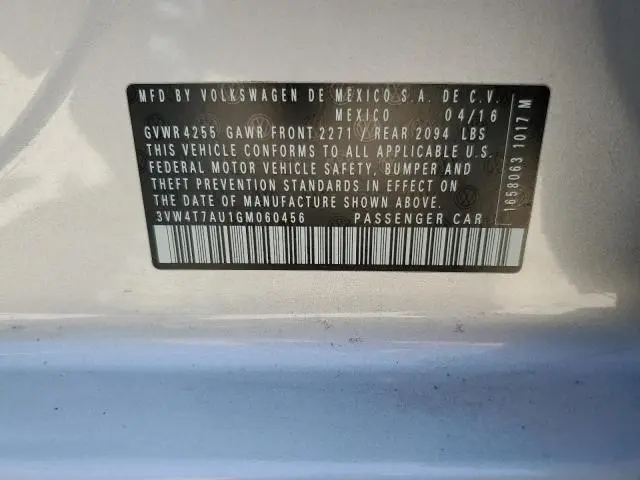 MFD BY VOLKSWAGEN DE MEXICO S.A. DE C.V.
MEXICO 04/16
GVWR 4255 GAWR FRONT 2271 / REAR 2094 LBS
THIS VEHICLE CONFORMS TO ALL APPLICABLE U.S.
FEDERAL MOTOR VEHICLE SAFETY, BUMPER AND
THEFT PREVENTION STANDARDS IN EFFECT ON
THE DATE OF MANUFACTURE SHOWN ABOVE.
3VW4T7AU1GM060456 PASSENGER CAR
1658063 1017 M